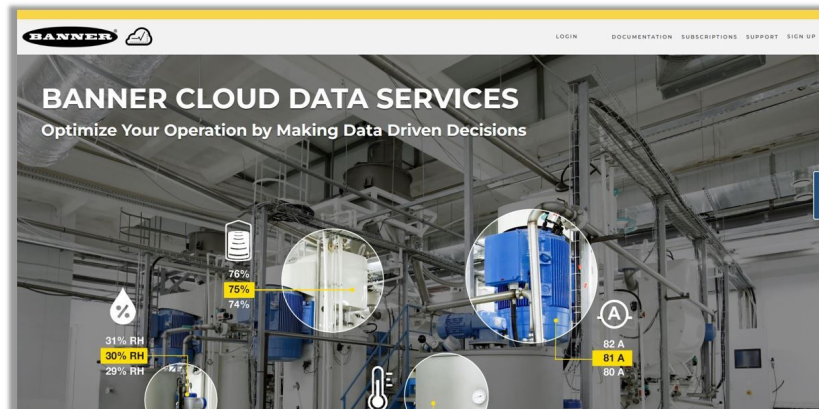 BANNER
LOGIN DOCUMENTATION SUBSCRIPTIONS SUPPORT SIGN UP
BANNER CLOUD DATA SERVICES
Optimize Your Operation by Making Data Driven Decisions
76%
75%
74%
%
31% RH
30% RH
29% RH
A
82 A
81 A
80 A